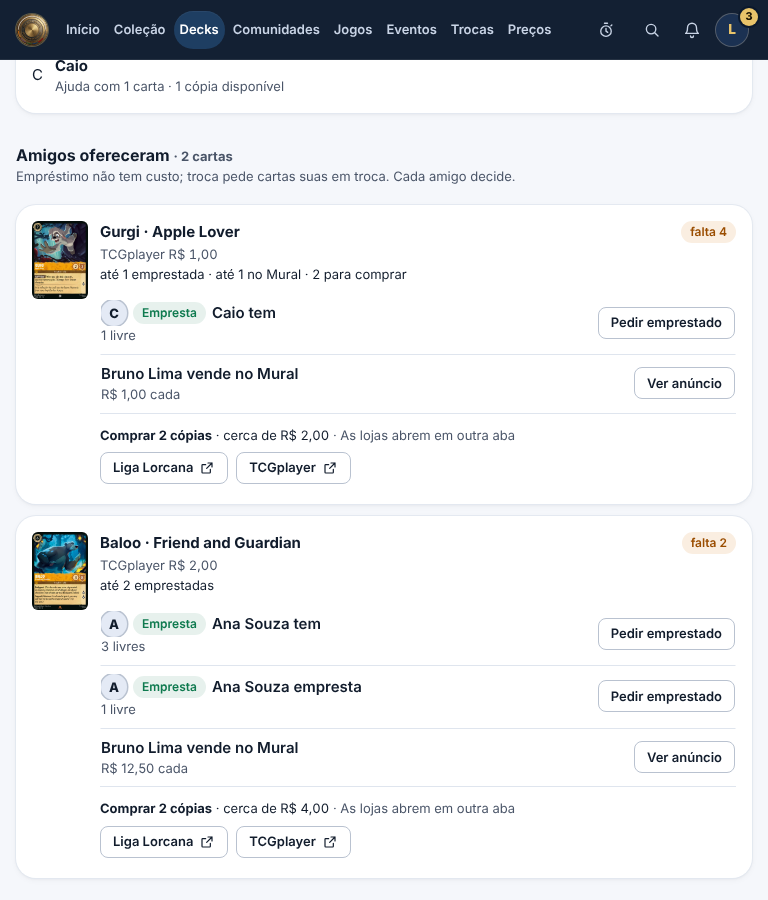 Início Coleção Decks Comunidades Jogos Eventos Trocas Preços L 3
C Caio
Ajuda com 1 carta · 1 cópia disponível
Amigos ofereceram · 2 cartas
Empréstimo não tem custo; troca pede cartas suas em troca. Cada amigo decide.
Gurgi · Apple Lover falta 4
TCGplayer R$ 1,00
até 1 emprestada · até 1 no Mural · 2 para comprar
C Empresta Caio tem
1 livre
Pedir emprestado
Bruno Lima vende no Mural
R$ 1,00 cada
Ver anúncio
Comprar 2 cópias · cerca de R$ 2,00 · As lojas abrem em outra aba
Liga Lorcana TCGplayer
Baloo · Friend and Guardian falta 2
TCGplayer R$ 2,00
até 2 emprestadas
A Empresta Ana Souza tem
3 livres
Pedir emprestado
A Empresta Ana Souza empresta
1 livre
Pedir emprestado
Bruno Lima vende no Mural
R$ 12,50 cada
Ver anúncio
Comprar 2 cópias · cerca de R$ 4,00 · As lojas abrem em outra aba
Liga Lorcana TCGplayer